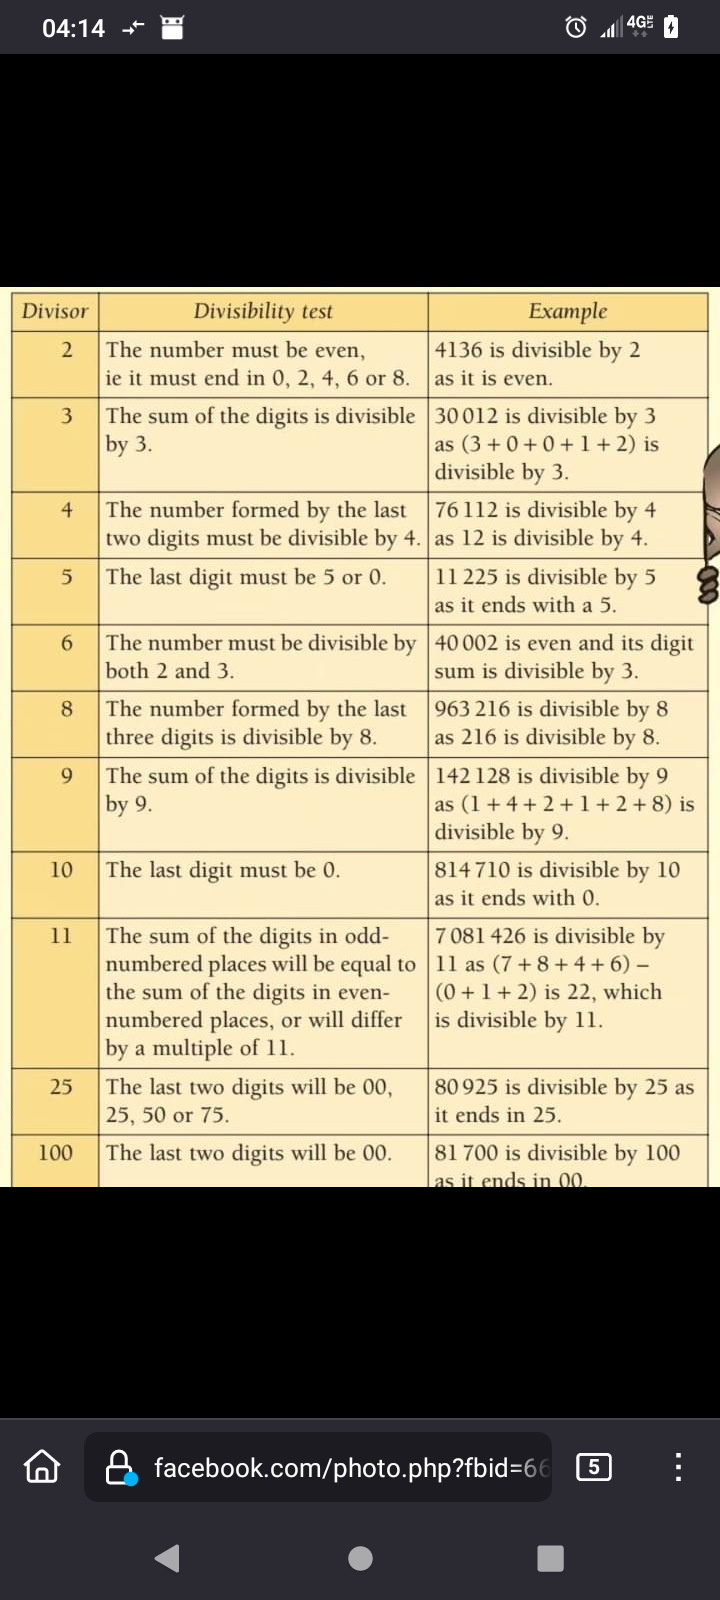 04:14
4G LTE
Divisor Divisibility test Example
2 The number must be even, 4136 is divisible by 2
ie it must end in 0, 2, 4, 6 or 8. as it is even.
3 The sum of the digits is divisible 30 012 is divisible by 3
by 3. as (3 + 0 + 0 + 1 + 2) is
divisible by 3.
4 The number formed by the last 76 112 is divisible by 4
two digits must be divisible by 4. as 12 is divisible by 4.
5 The last digit must be 5 or 0. 11 225 is divisible by 5
as it ends with a 5.
6 The number must be divisible by 40 002 is even and its digit
both 2 and 3. sum is divisible by 3.
8 The number formed by the last 963 216 is divisible by 8
three digits is divisible by 8. as 216 is divisible by 8.
9 The sum of the digits is divisible 142 128 is divisible by 9
by 9. as (1 + 4 + 2 + 1 + 2 + 8) is
divisible by 9.
10 The last digit must be 0. 814 710 is divisible by 10
as it ends with 0.
11 The sum of the digits in odd- 7 081 426 is divisible by
numbered places will be equal to 11 as (7 + 8 + 4 + 6) –
the sum of the digits in even- (0 + 1 + 2) is 22, which
numbered places, or will differ is divisible by 11.
by a multiple of 11.
25 The last two digits will be 00, 80 925 is divisible by 25 as
25, 50 or 75. it ends in 25.
100 The last two digits will be 00. 81 700 is divisible by 100
as it ends in 00.
facebook.com/photo.php?fbid=66
5